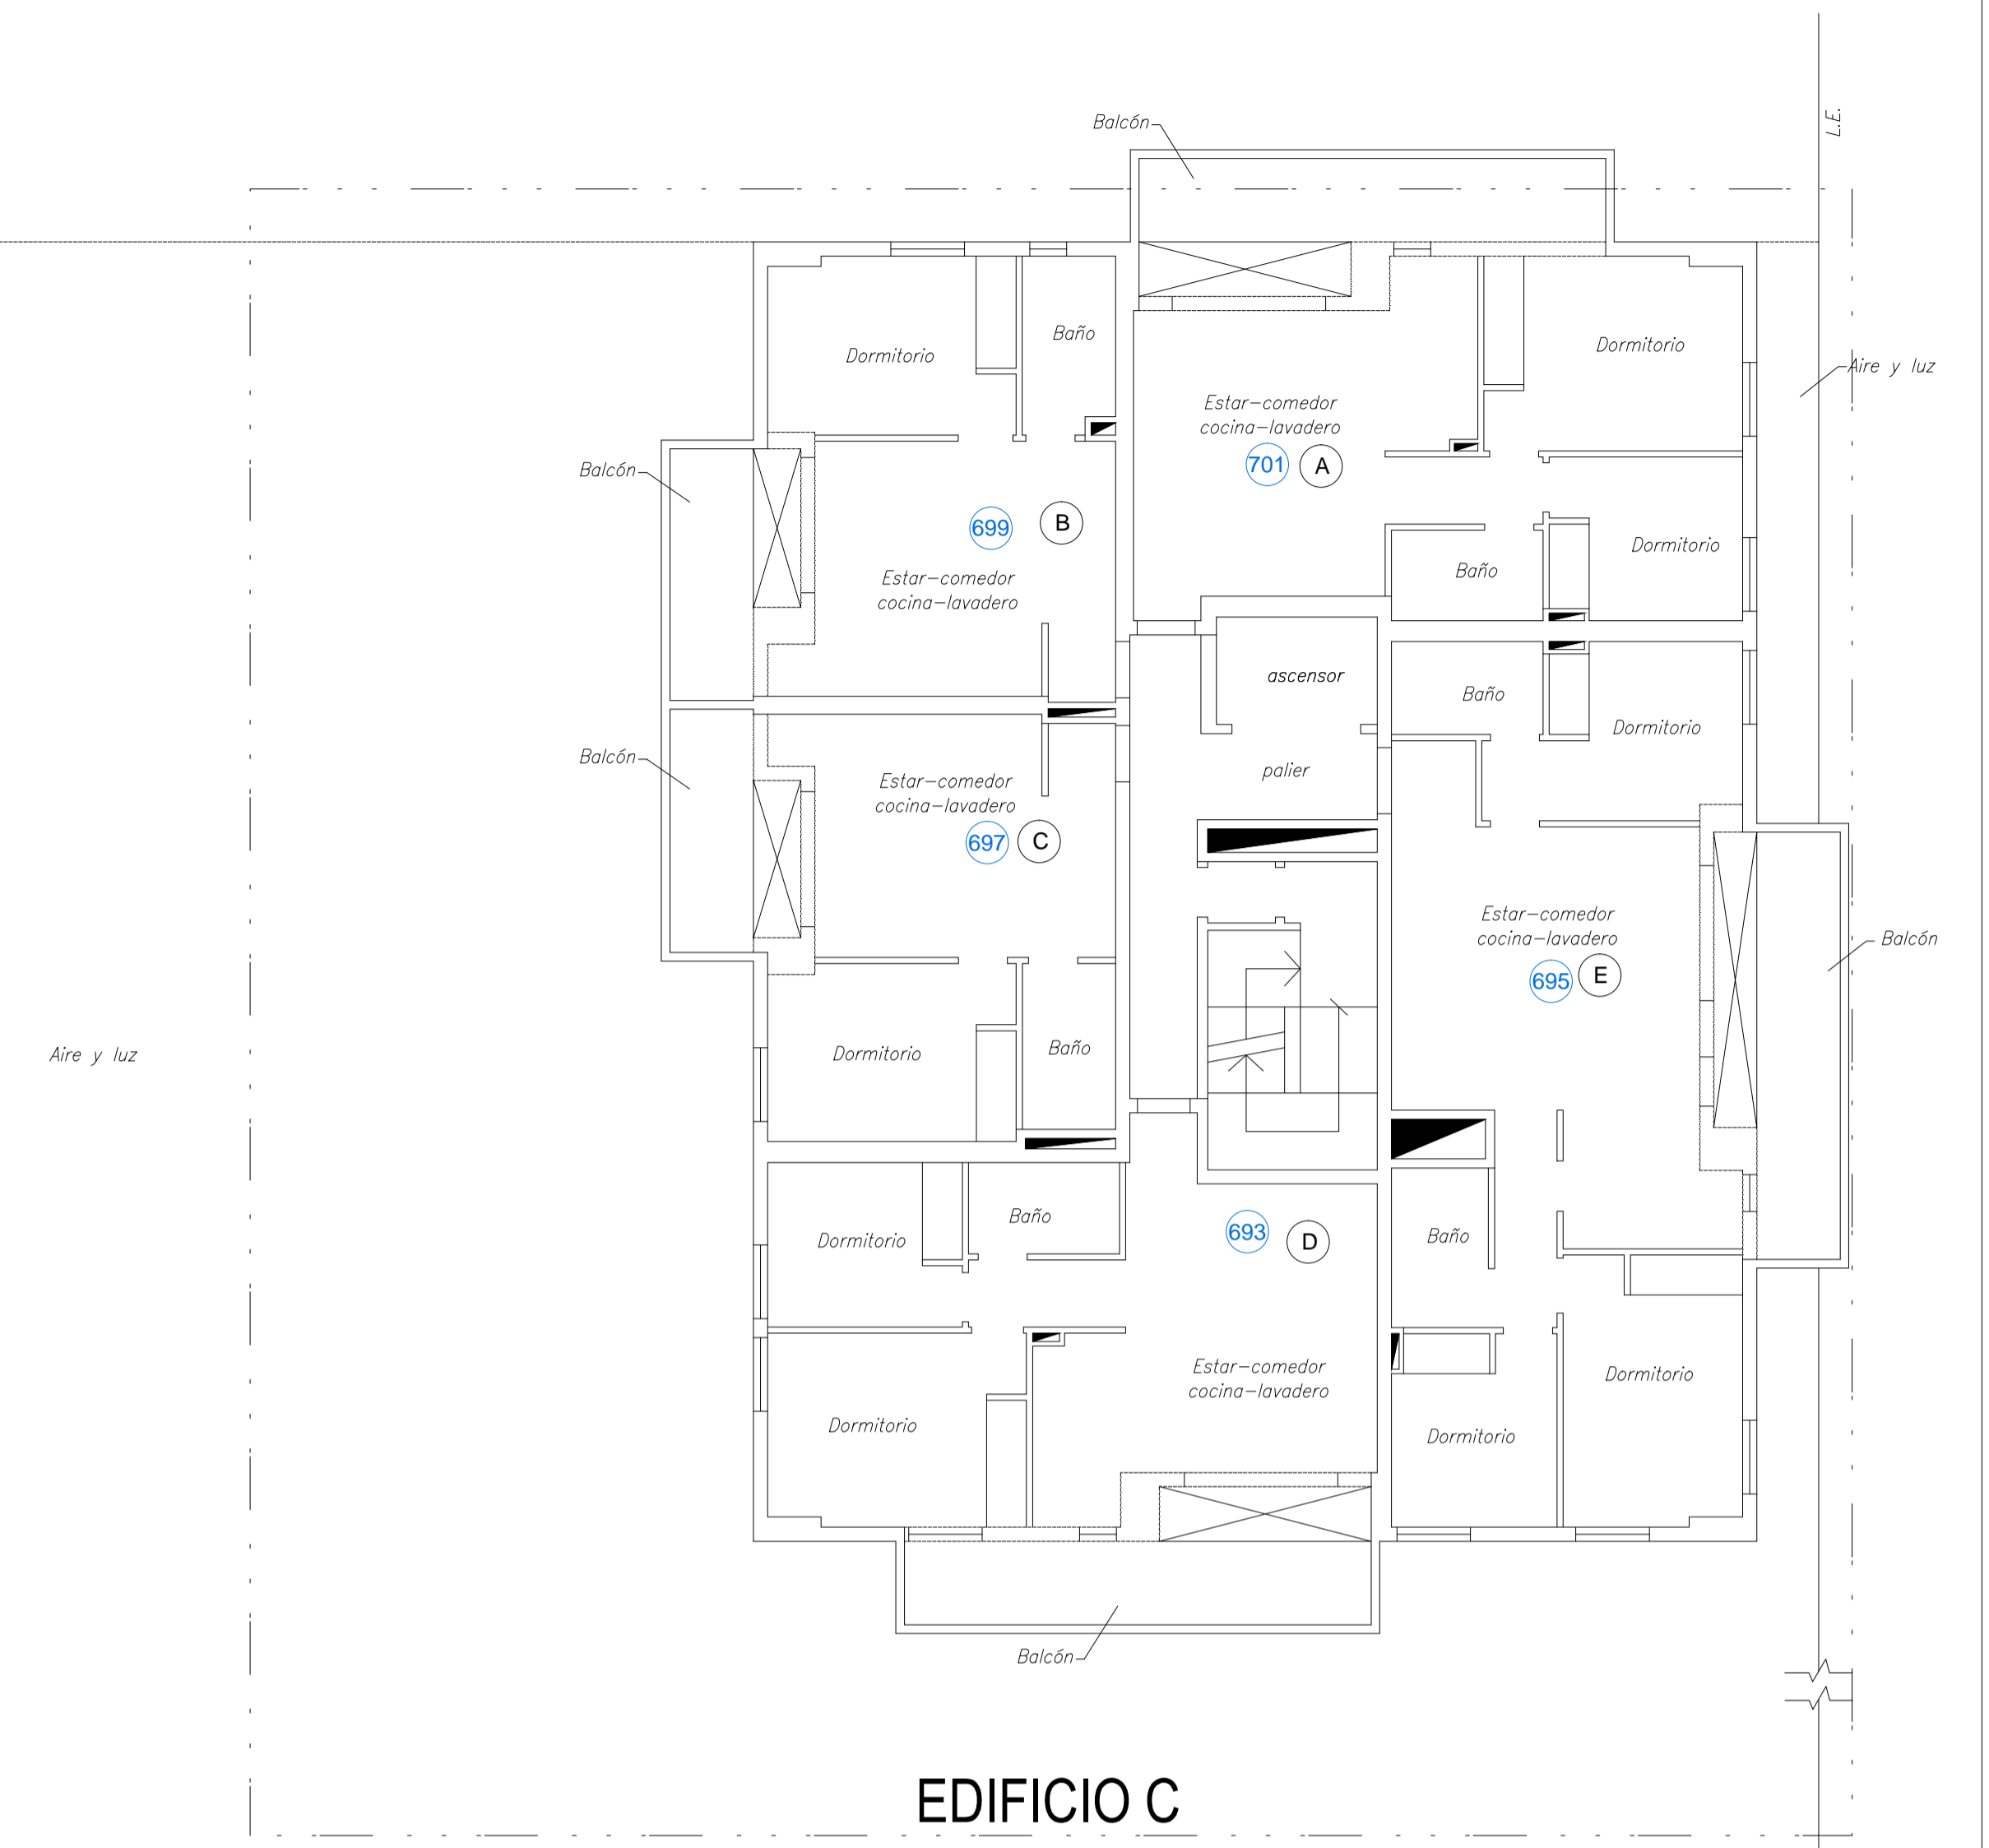 Balcón
L.E.
Baño
Dormitorio
Dormitorio
Aire y luz
Estar-comedor
cocina-lavadero
701 A
Balcón
699 B
Dormitorio
Baño
Estar-comedor
cocina-lavadero
ascensor
Baño
Dormitorio
Balcón
palier
Estar-comedor
cocina-lavadero
697 C
Estar-comedor
cocina-lavadero
Balcón
695 E
Aire y luz
Dormitorio
Baño
Baño
693 D
Baño
Dormitorio
Estar-comedor
cocina-lavadero
Dormitorio
Dormitorio
Dormitorio
Balcón
EDIFICIO C